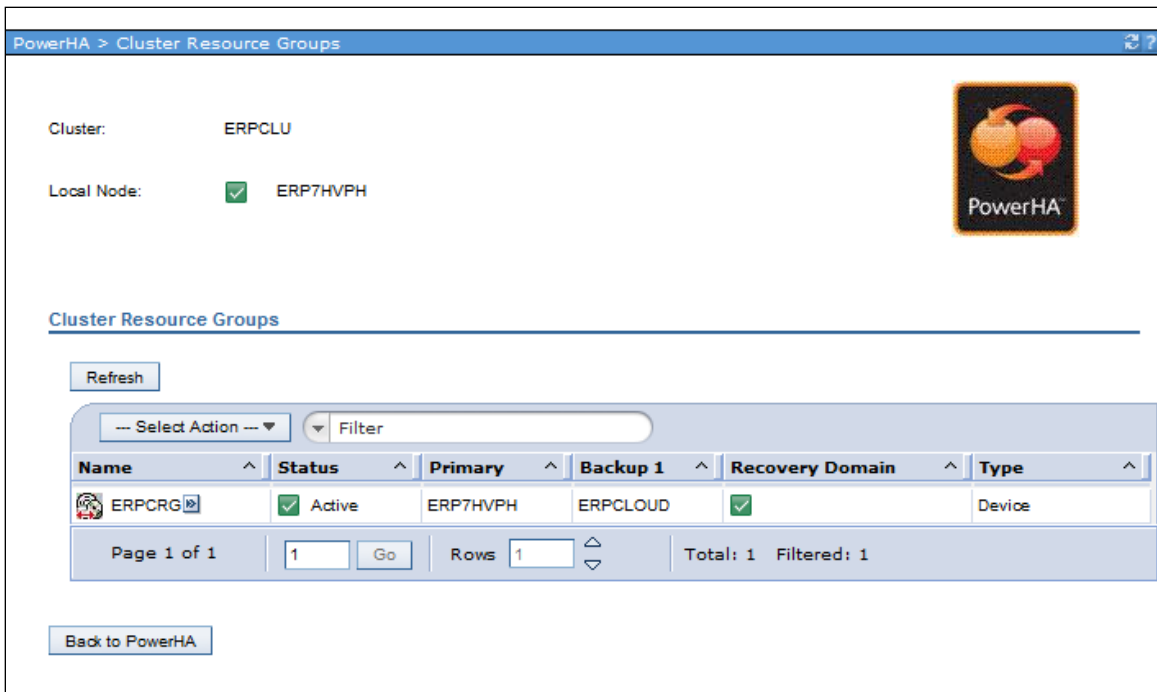 PowerHA > Cluster Resource Groups ?
Cluster: ERPCLU
Local Node: ERP7HVPH
PowerHA™
Cluster Resource Groups
Refresh
--- Select Action --- Filter
Name Status Primary Backup 1 Recovery Domain Type
ERPCRG Active ERP7HVPH ERPCLOUD Device
Page 1 of 1 1 Go Rows 1 Total: 1 Filtered: 1
Back to PowerHA